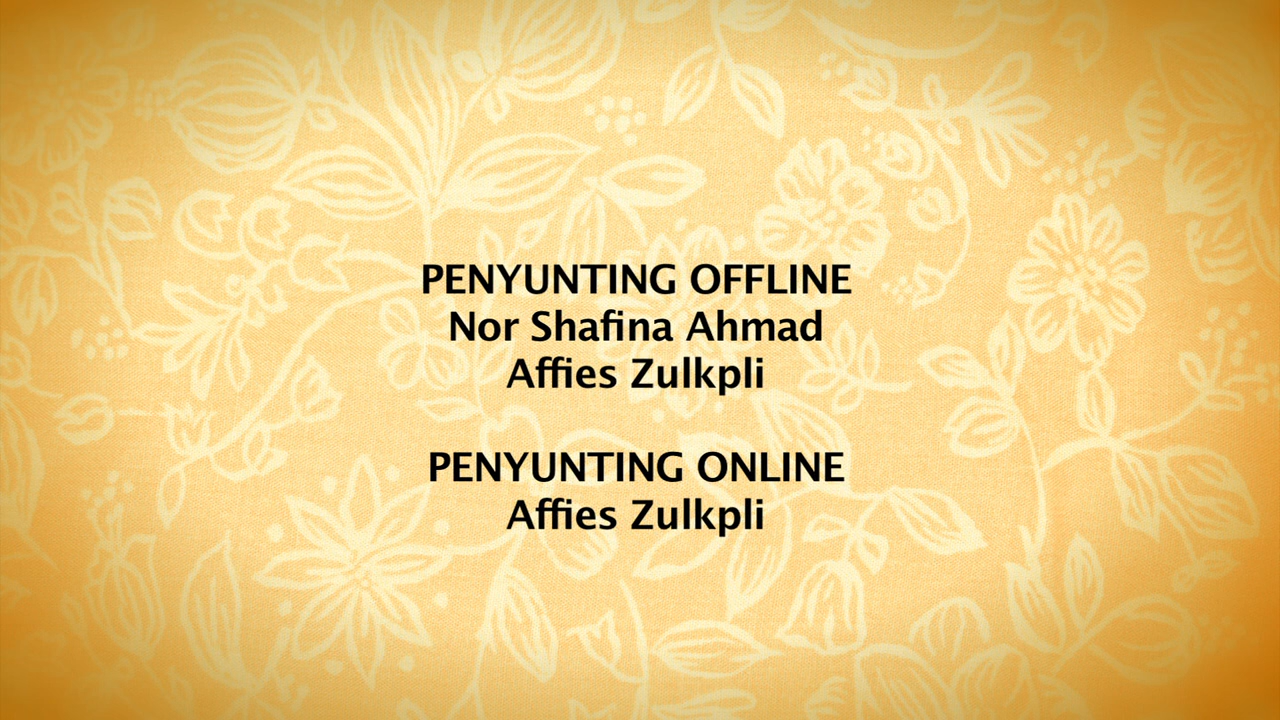 PENYUNTING OFFLINE
Nor Shafina Ahmad
Affies Zulkpli
PENYUNTING ONLINE
Affies Zulkpli